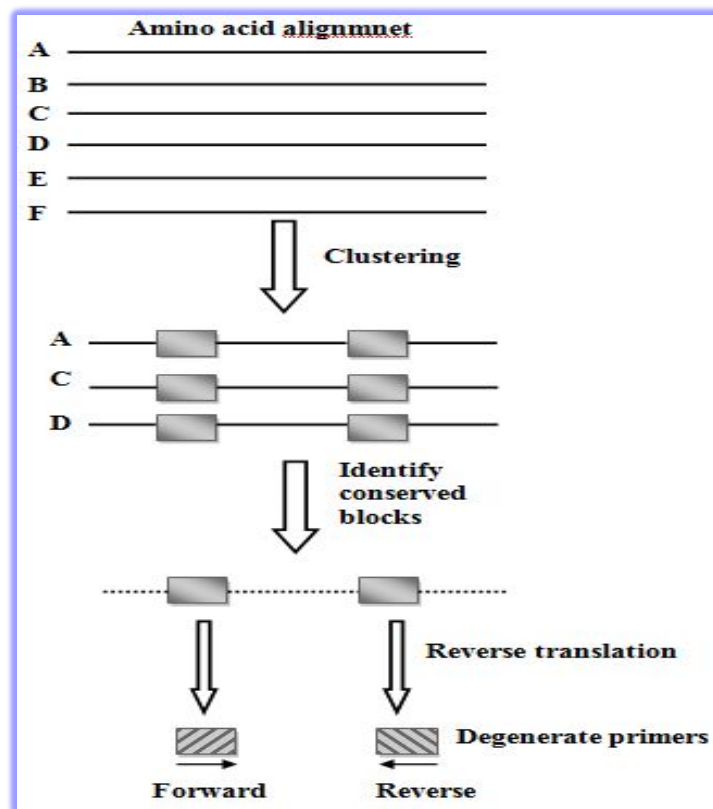 Amino acid alignmnet
A
B
C
D
E
F
Clustering
A
C
D
Identify
conserved
blocks
Reverse translation
Degenerate primers
Forward Reverse